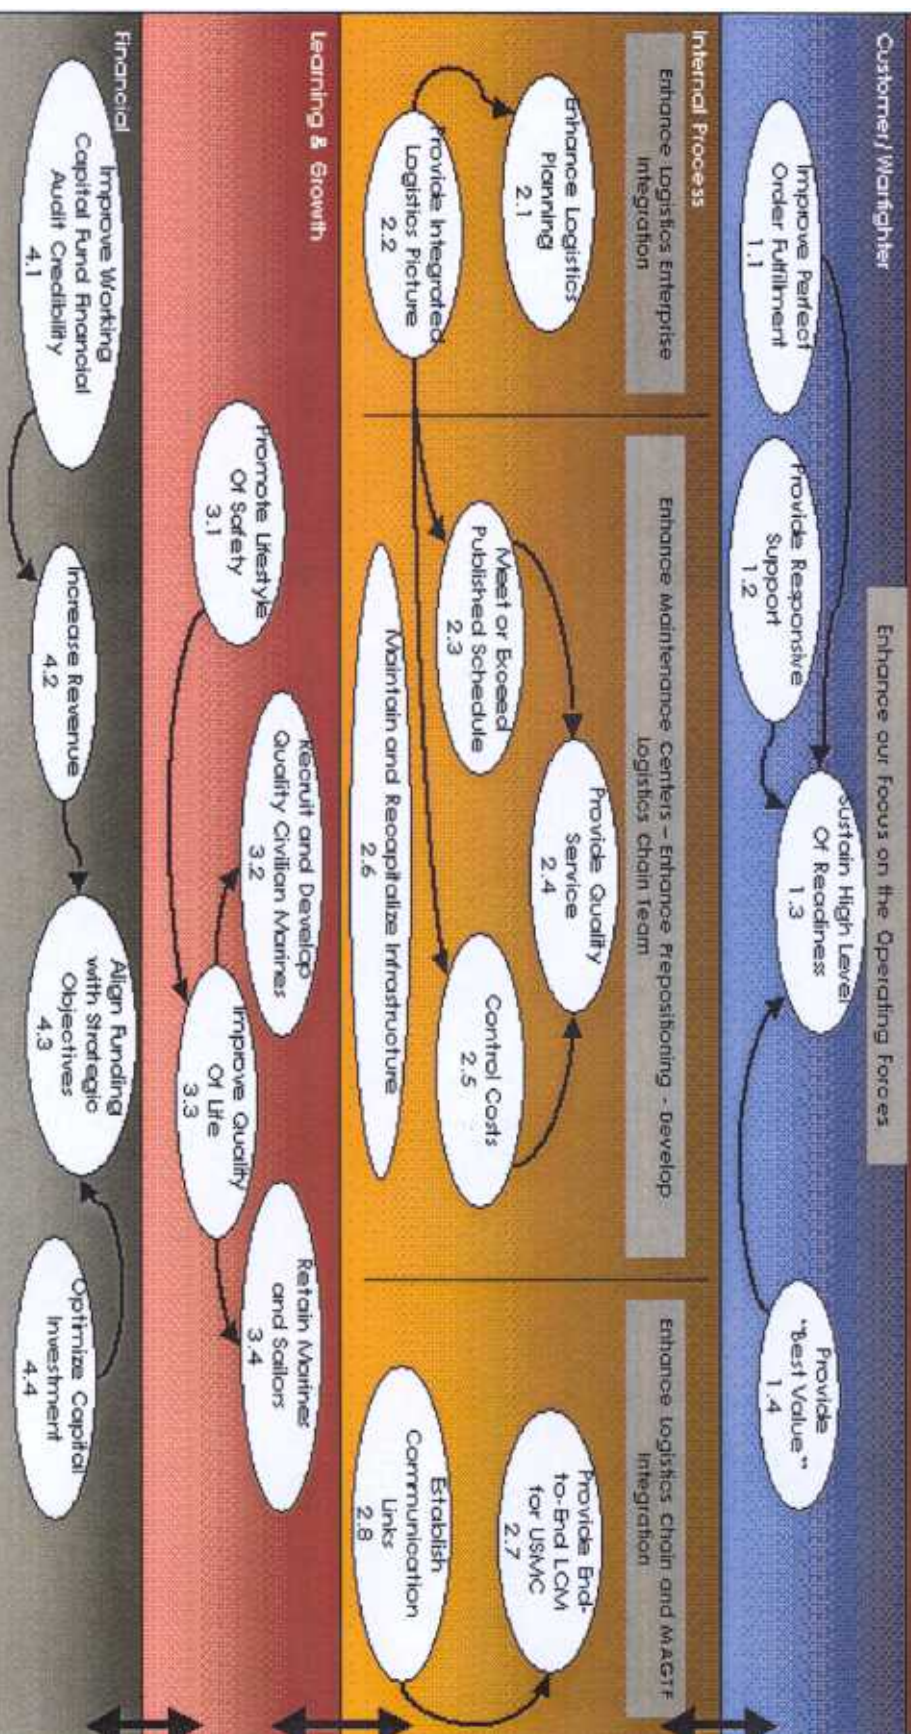 Customer/Warfighter
Enhance our Focus on the Operating Forces
Improve Perfect
Order Fulfillment
1.1
Provide Responsive
Support
1.2
Sustain High Level
Of Readiness
1.3
Provide
"Best Value"
1.4
Internal Process
Enhance Logistics Enterprise
Integration
Enhance Logistics
Planning
2.1
Provide Integrated
Logistics Picture
2.2
Enhance Maintenance Centers – Enhance Prepositioning - Develop
Logistics Chain Team
Meet or Exceed
Published Schedule
2.3
Provide Quality
Service
2.4
Control Costs
2.5
Maintain and Recapitalize Infrastructure
2.6
Enhance Logistics Chain and MAGTF
Integration
Provide End-
to-End LCM
for USMC
2.7
Establish
Communication
Links
2.8
Learning & Growth
Promote Lifestyle
Of Safety
3.1
Recruit and Develop
Quality Civilian Marines
3.2
Improve Quality
Of Life
3.3
Retain Marines
and Sailors
3.4
Financial
Improve Working
Capital Fund Financial
Audit Credibility
4.1
Increase Revenue
4.2
Align Funding
with Strategic
Objectives
4.3
Optimize Capital
Investment
4.4